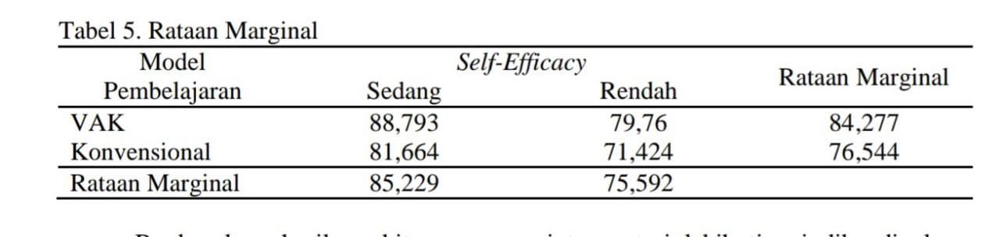 Tabel 5. Rataan Marginal
Model Pembelajaran Self-Efficacy Rataan Marginal
Sedang Rendah
VAK 88,793 79,76 84,277
Konvensional 81,664 71,424 76,544
Rataan Marginal 85,229 75,592